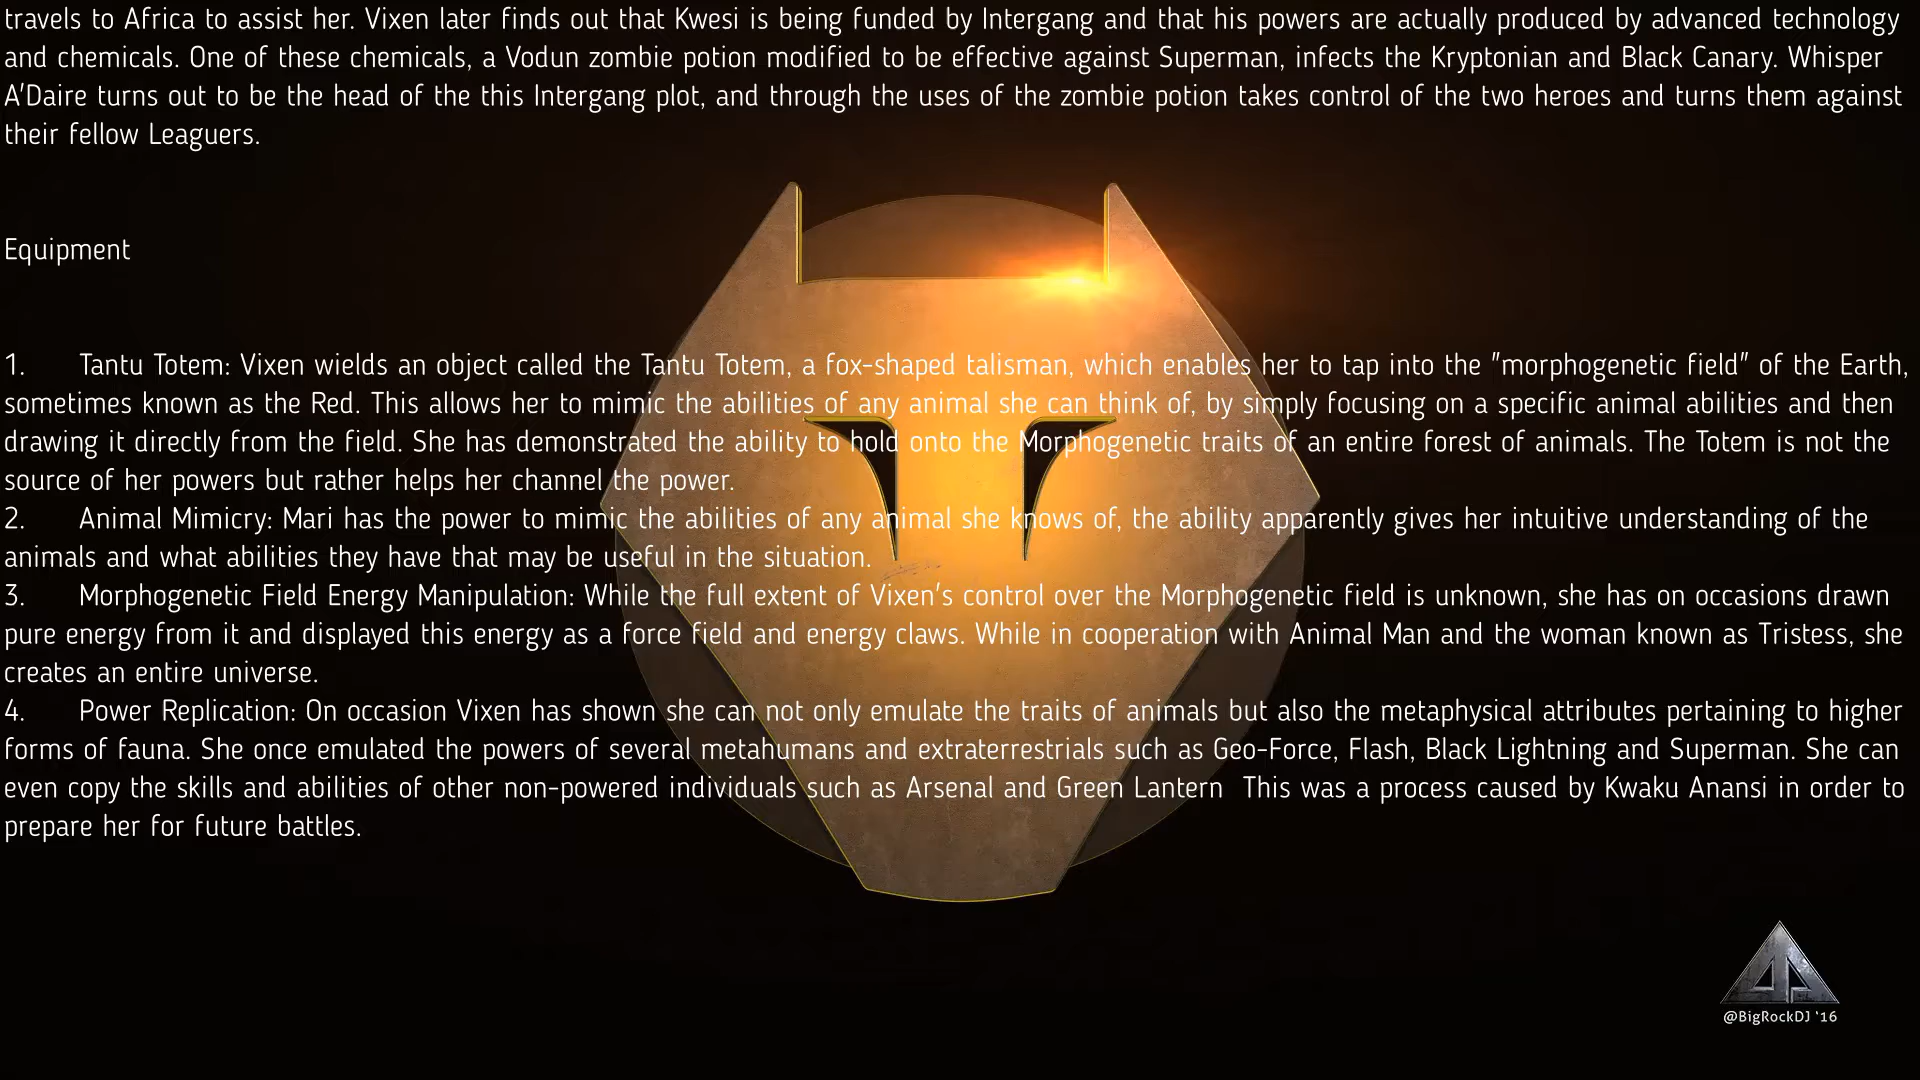 travels to Africa to assist her. Vixen later finds out that Kwesi is being funded by Intergang and that his powers are actually produced by advanced technology
and chemicals. One of these chemicals, a Vodun zombie potion modified to be effective against Superman, infects the Kryptonian and Black Canary. Whisper
A'Daire turns out to be the head of the this Intergang plot, and through the uses of the zombie potion takes control of the two heroes and turns them against
their fellow Leaguers.
Equipment
1. Tantu Totem: Vixen wields an object called the Tantu Totem, a fox-shaped talisman, which enables her to tap into the "morphogenetic field" of the Earth,
sometimes known as the Red. This allows her to mimic the abilities of any animal she can think of, by simply focusing on a specific animal abilities and then
drawing it directly from the field. She has demonstrated the ability to hold onto the Morphogenetic traits of an entire forest of animals. The Totem is not the
source of her powers but rather helps her channel the power.
2. Animal Mimicry: Mari has the power to mimic the abilities of any animal she knows of, the ability apparently gives her intuitive understanding of the
animals and what abilities they have that may be useful in the situation.
3. Morphogenetic Field Energy Manipulation: While the full extent of Vixen's control over the Morphogenetic field is unknown, she has on occasions drawn
pure energy from it and displayed this energy as a force field and energy claws. While in cooperation with Animal Man and the woman known as Tristess, she
creates an entire universe.
4. Power Replication: On occasion Vixen has shown she can not only emulate the traits of animals but also the metaphysical attributes pertaining to higher
forms of fauna. She once emulated the powers of several metahumans and extraterrestrials such as Geo-Force, Flash, Black Lightning and Superman. She can
even copy the skills and abilities of other non-powered individuals such as Arsenal and Green Lantern  This was a process caused by Kwaku Anansi in order to
prepare her for future battles.
@BigRockDJ '16